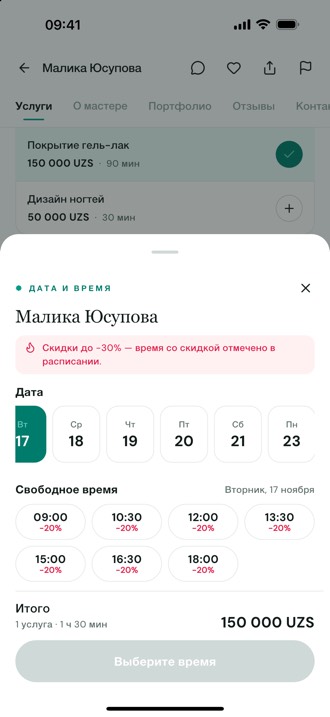 09:41
Малика Юсупова
Услуги О мастере Портфолио Отзывы Конта
Покрытие гель-лак
150 000 UZS · 90 мин
Дизайн ногтей
50 000 UZS · 30 мин
ДАТА И ВРЕМЯ
Малика Юсупова
Скидки до −30% — время со скидкой отмечено в
расписании.
Дата
Вт Ср Чт Пт Сб Пн
17 18 19 20 21 23
Свободное время Вторник, 17 ноября
09:00 10:30 12:00 13:30
−20% −20% −20% −20%
15:00 16:30 18:00
−20% −20% −20%
Итого
1 услуга · 1 ч 30 мин 150 000 UZS
Выберите время